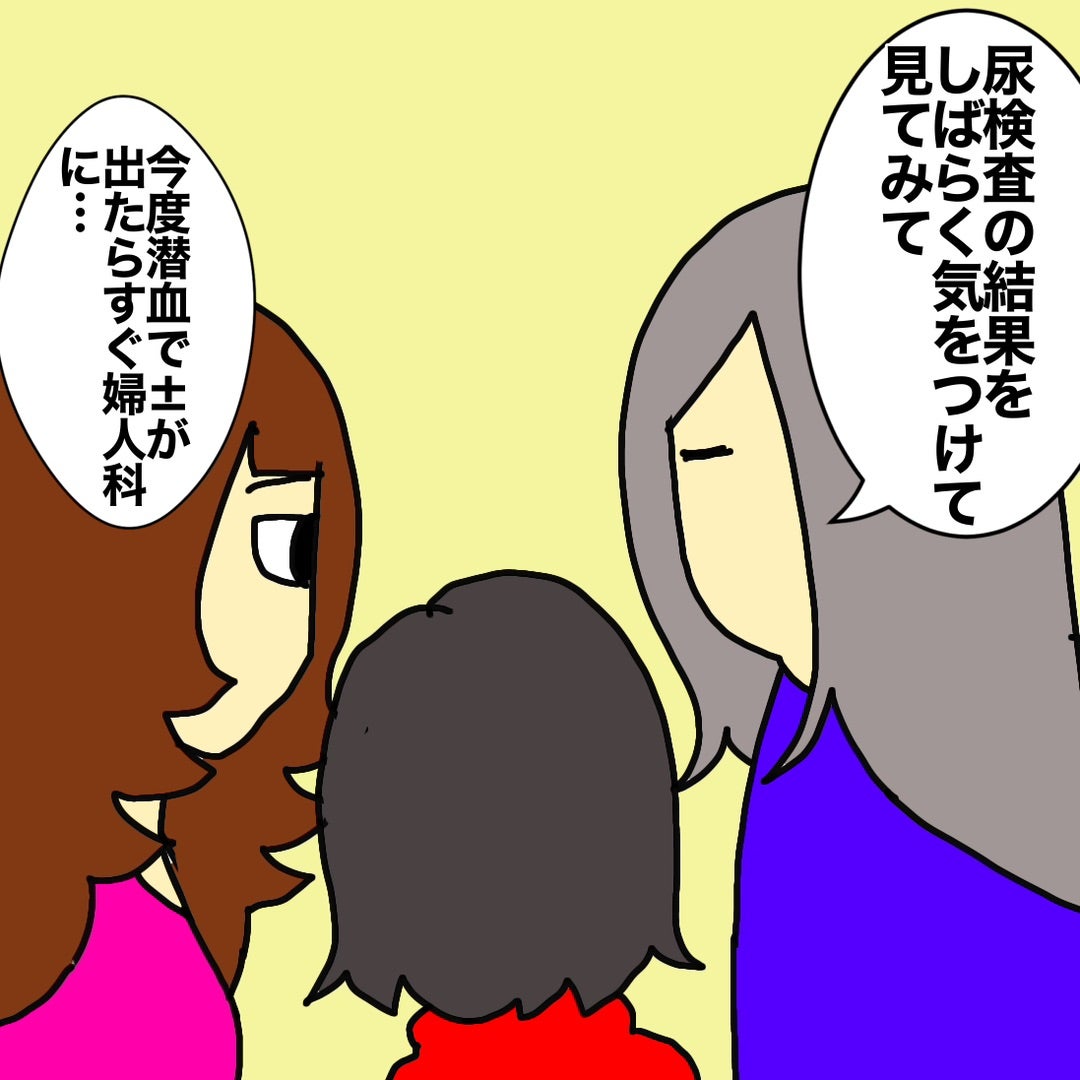 尿検査の結果を
しばらく気をつけて
見てみて
今度潜血で±が
出たらすぐ婦人科
に…